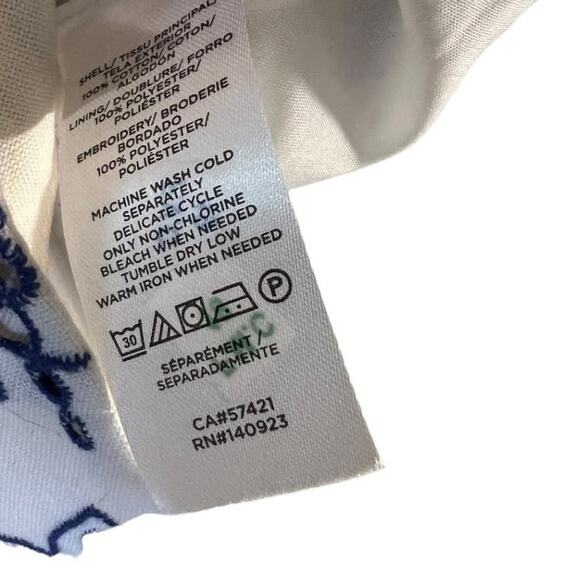 SHELL/ TISSU PRINCIPAL/
TELA EXTERIOR
100% COTTON/COTON/
ALGODÓN
LINING/ DOUBLURE/ FORRO
100% POLYESTER/
POLIÉSTER
EMBROIDERY/ BRODERIE
BORDADO
100% POLYESTER/
POLIÉSTER
MACHINE WASH COLD
SEPARATELY
DELICATE CYCLE
ONLY NON-CHLORINE
BLEACH WHEN NEEDED
TUMBLE DRY LOW
WARM IRON WHEN NEEDED
30 P
SÉPARÉMENT /
SEPARADAMENTE
CA#57421
RN#140923